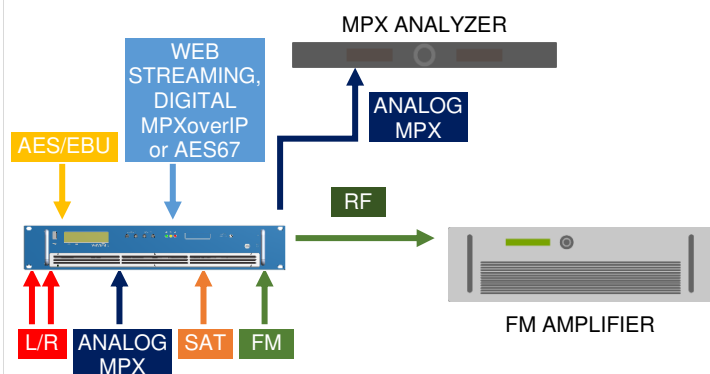 MPX ANALYZER
WEB
STREAMING,
DIGITAL
MPXoverIP
or AES67
ANALOG
MPX
AES/EBU
RF
FM AMPLIFIER
L/R
ANALOG
MPX
SAT
FM